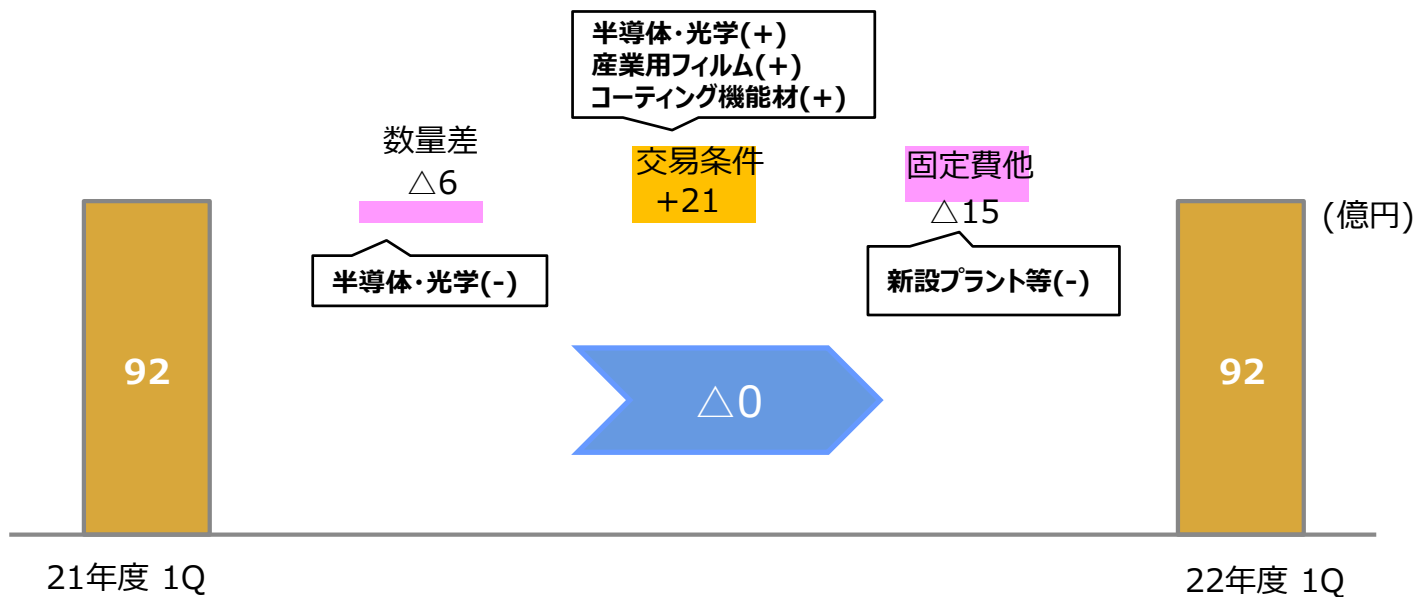 半導体・光学(+)
産業用フィルム(+)
コーティング機能材(+)
数量差
△6
交易条件
+21
固定費他
△15
(億円)
半導体・光学(-)
新設プラント等(-)
92
△0
92
21年度 1Q
22年度 1Q